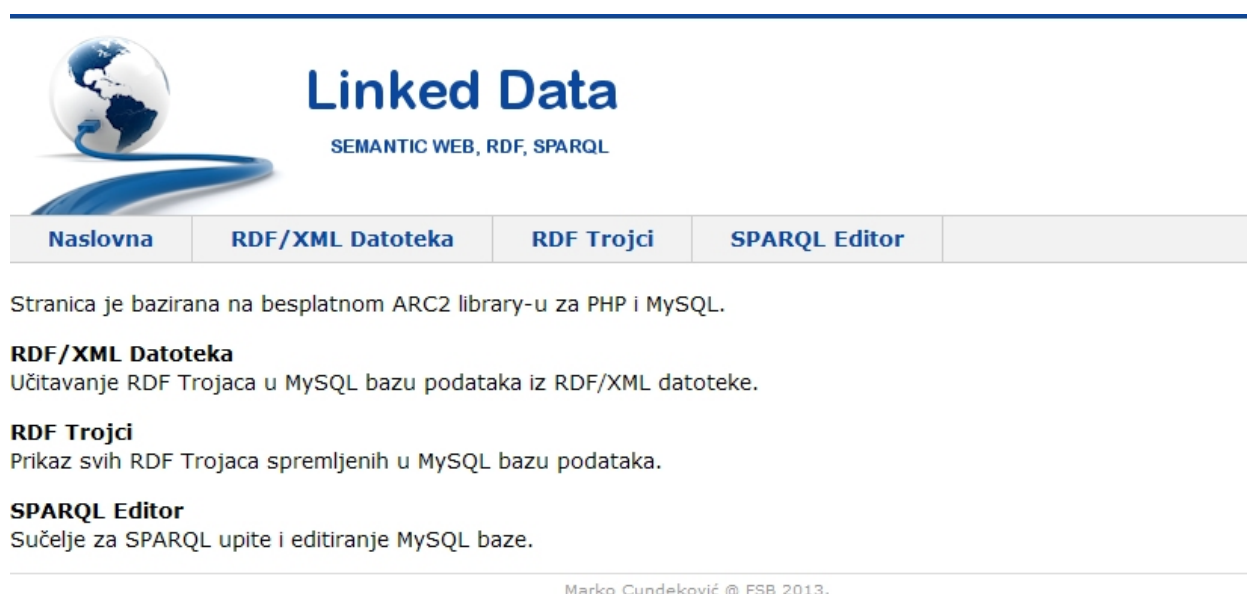 Linked Data
SEMANTIC WEB, RDF, SPARQL
Naslovna RDF/XML Datoteka RDF Trojci SPARQL Editor
Stranica je bazirana na besplatnom ARC2 library-u za PHP i MySQL.
RDF/XML Datoteka
Učitavanje RDF Trojaca u MySQL bazu podataka iz RDF/XML datoteke.
RDF Trojci
Prikaz svih RDF Trojaca spremljenih u MySQL bazu podataka.
SPARQL Editor
Sučelje za SPARQL upite i editiranje MySQL baze.
Marko Cundeković @ FSB 2013.